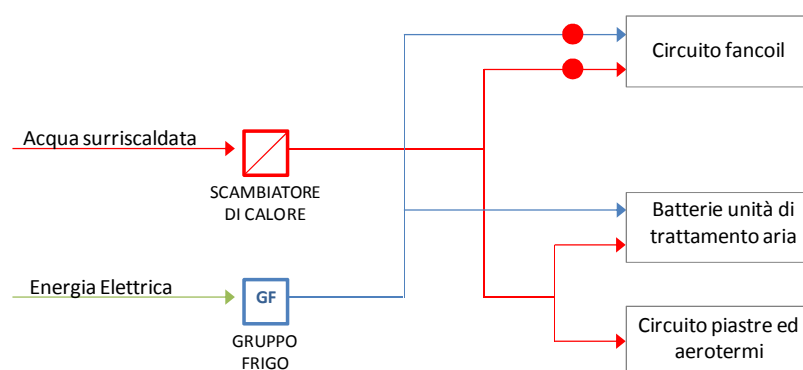 Circuito fancoil
Acqua surriscaldata
SCAMBIATORE
DI CALORE
Batterie unità di
trattamento aria
Energia Elettrica
GF
GRUPPO
FRIGO
Circuito piastre ed
aerotermi